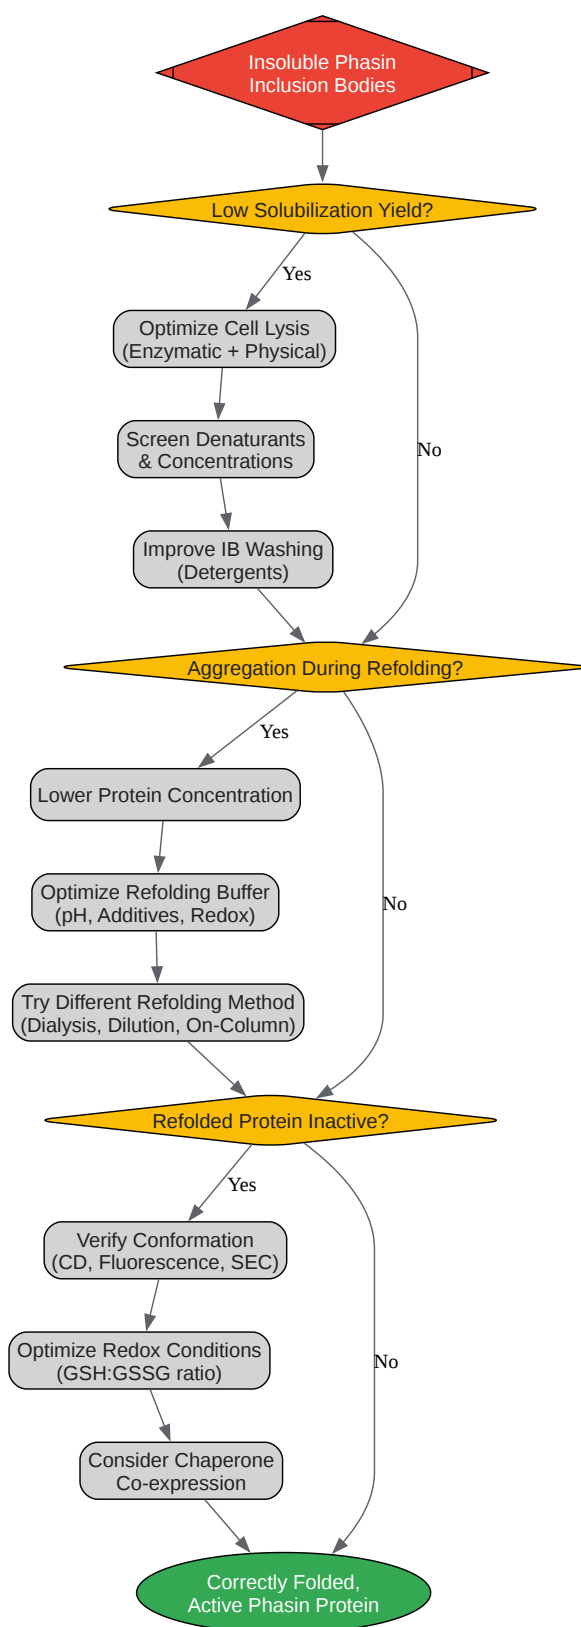 Insoluble Phasin
Inclusion Bodies
Low Solubilization Yield?
Yes
Optimize Cell Lysis
(Enzymatic + Physical)
Screen Denaturants
& Concentrations
No
Improve IB Washing
(Detergents)
Aggregation During Refolding?
Yes
Lower Protein Concentration
Optimize Refolding Buffer
(pH, Additives, Redox)
No
Try Different Refolding Method
(Dialysis, Dilution, On-Column)
Refolded Protein Inactive?
Yes
Verify Conformation
(CD, Fluorescence, SEC)
Optimize Redox Conditions
(GSH:GSSG ratio)
No
Consider Chaperone
Co-expression
Correctly Folded,
Active Phasin Protein